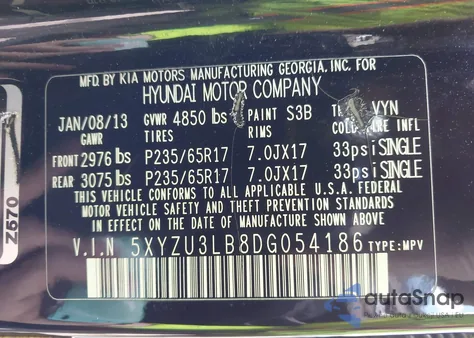 MFD. BY KIA MOTORS MANUFACTURING GEORGIA, INC. FOR
HYUNDAI MOTOR COMPANY
JAN/08/13 GVWR 4850 lbs PAINT S3B VYN
GAWR TIRES RIMS COLD INFL
FRONT 2976 lbs P235/65R17 7.0JX17 33psi SINGLE
REAR 3075 lbs P235/65R17 7.0JX17 33psi SINGLE
THIS VEHICLE CONFORMS TO ALL APPLICABLE U.S.A. FEDERAL
MOTOR VEHICLE SAFETY AND THEFT PREVENTION STANDARDS
IN EFFECT ON THE DATE OF MANUFACTURE SHOWN ABOVE.
V.I.N 5XYZU3LB8DG054186 TYPE: MPV
Z570
autoSnap